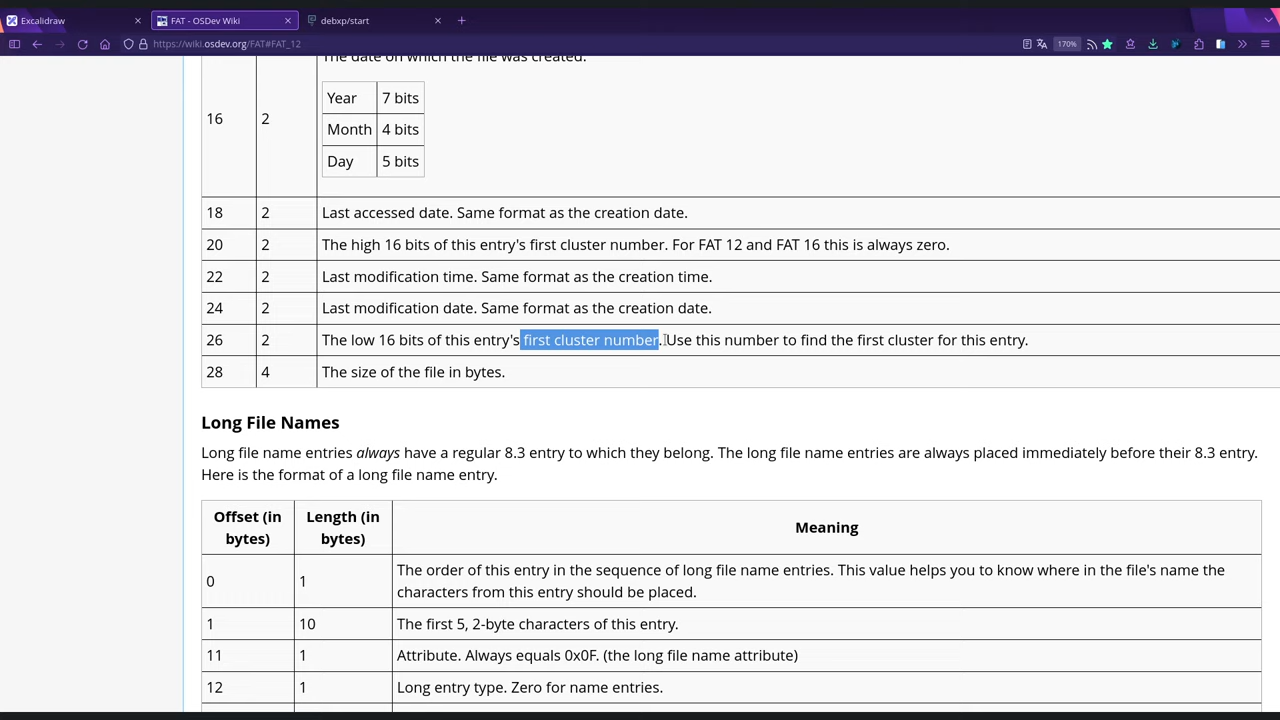 Excalidraw
FAT - OSDev Wiki
debxp/start
https://wiki.osdev.org/FAT#FAT_12
170%
The date on which the file was created.
16
2
Year
7 bits
Month
4 bits
Day
5 bits
18
2
Last accessed date. Same format as the creation date.
20
2
The high 16 bits of this entry's first cluster number. For FAT 12 and FAT 16 this is always zero.
22
2
Last modification time. Same format as the creation time.
24
2
Last modification date. Same format as the creation date.
26
2
The low 16 bits of this entry's first cluster number. Use this number to find the first cluster for this entry.
28
4
The size of the file in bytes.
Long File Names
Long file name entries always have a regular 8.3 entry to which they belong. The long file name entries are always placed immediately before their 8.3 entry.
Here is the format of a long file name entry.
Offset (in
bytes)
Length (in
bytes)
Meaning
0
1
The order of this entry in the sequence of long file name entries. This value helps you to know where in the file's name the
characters from this entry should be placed.
1
10
The first 5, 2-byte characters of this entry.
11
1
Attribute. Always equals 0x0F. (the long file name attribute)
12
1
Long entry type. Zero for name entries.